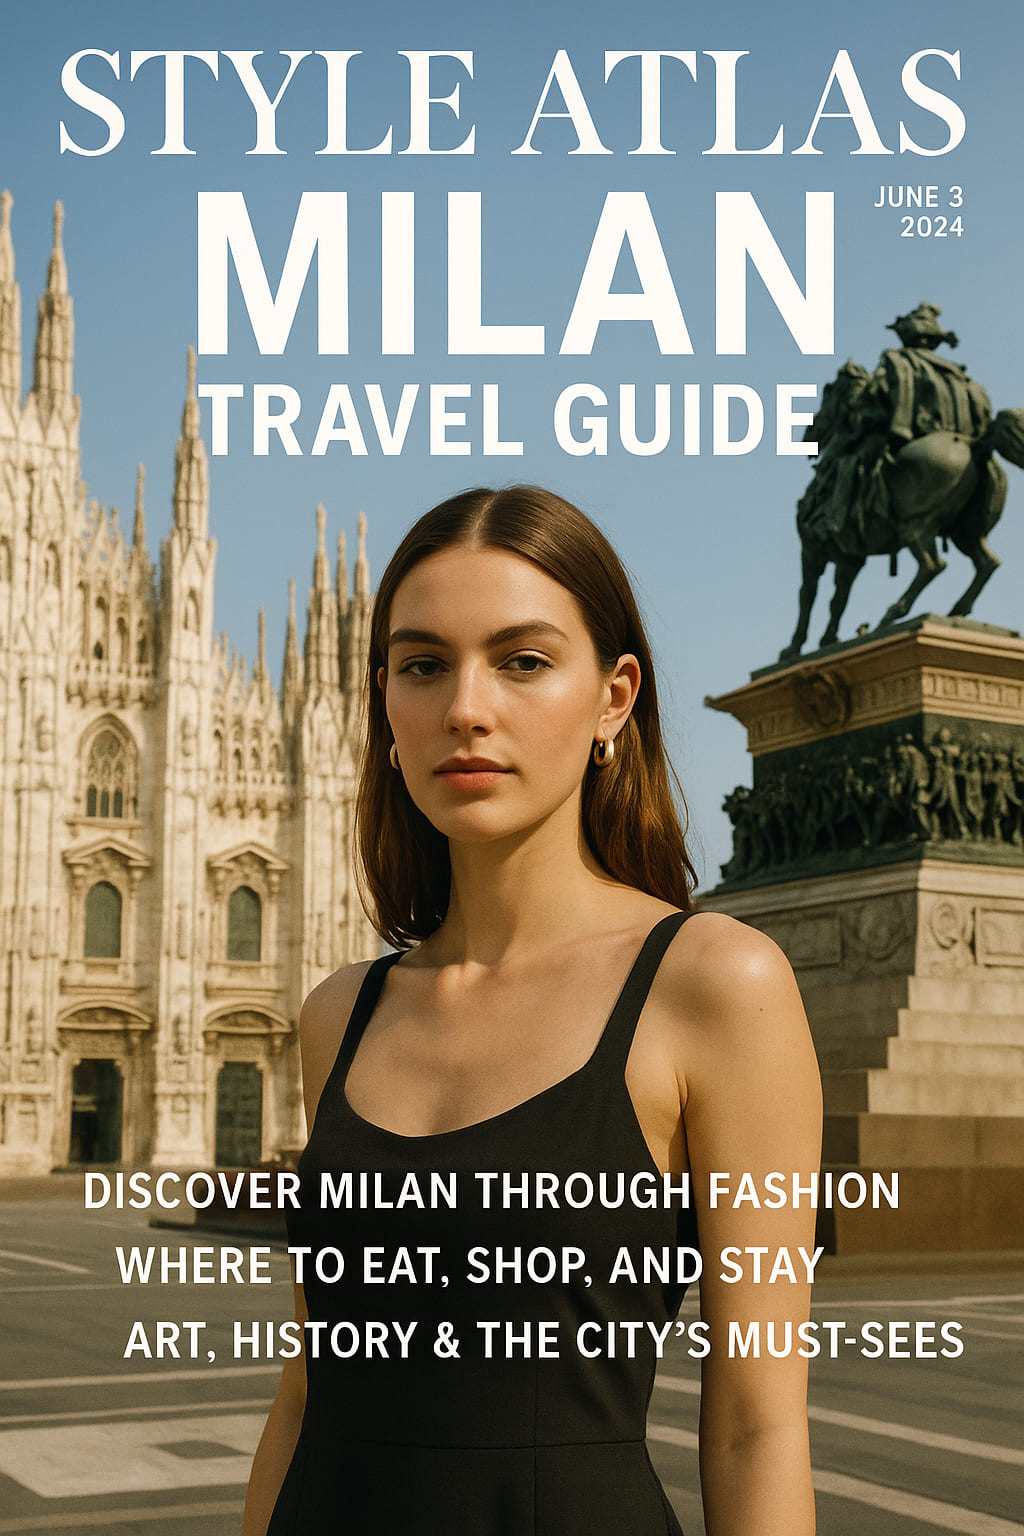 STYLE ATLAS
MILAN
JUNE 3
2024
TRAVEL GUIDE
DISCOVER MILAN THROUGH FASHION
WHERE TO EAT, SHOP, AND STAY
ART, HISTORY & THE CITY’S MUST-SEES